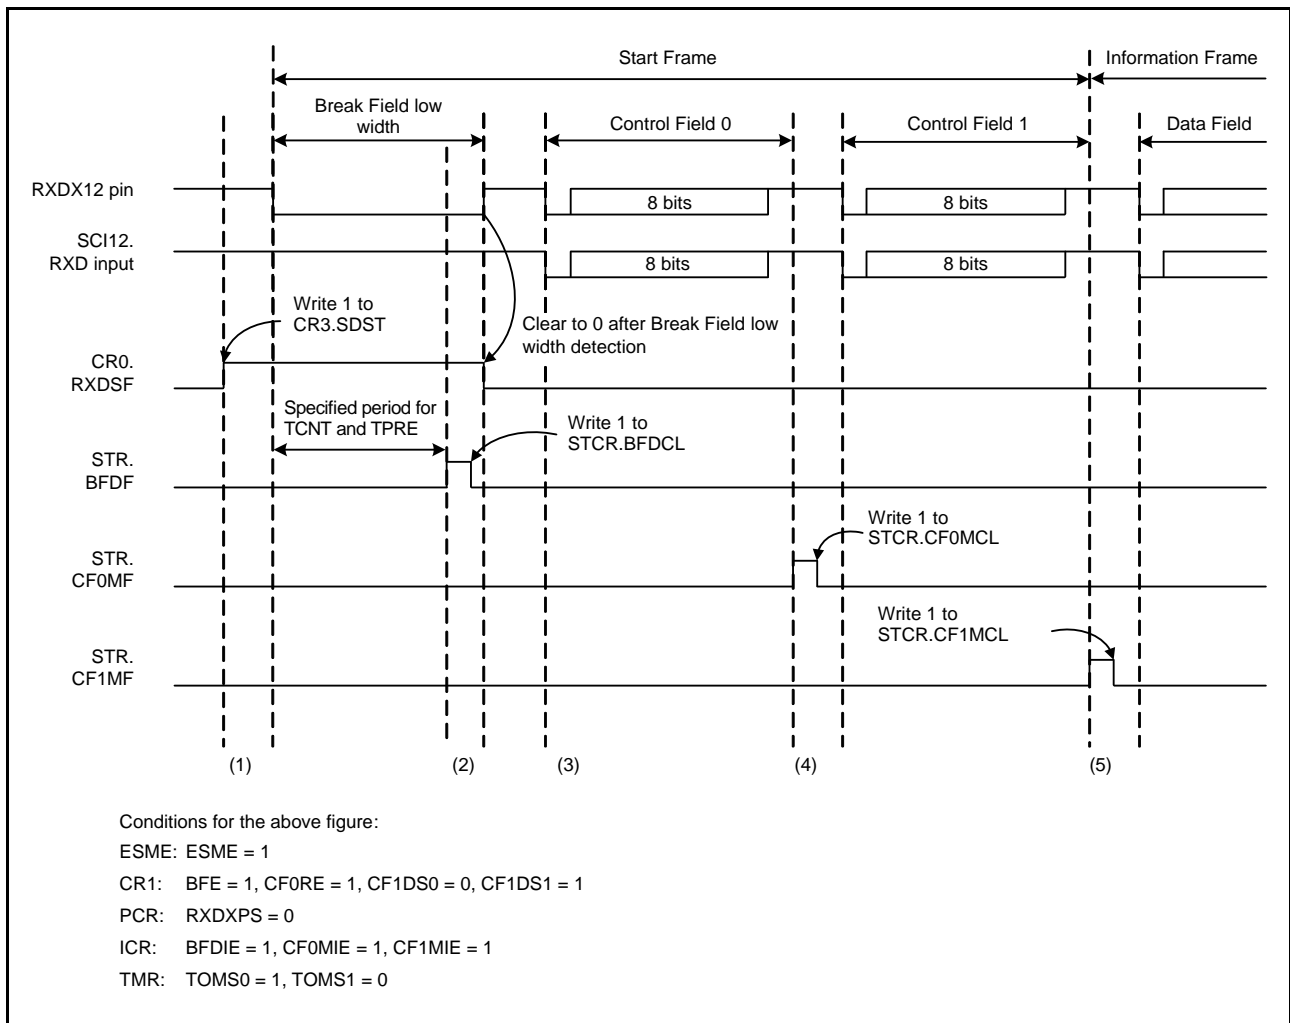 Start Frame
Information Frame
Break Field low
width
Control Field 0
Control Field 1
Data Field
RXDX12 pin
8 bits
8 bits
SCI12.
RXD input
8 bits
8 bits
Write 1 to
CR3.SDST
Clear to 0 after Break Field low
width detection
CR0.
RXDSF
Specified period for
TCNT and TPRE
Write 1 to
STCR.BFDCL
STR.
BFDF
Write 1 to
STCR.CF0MCL
STR.
CF0MF
Write 1 to
STCR.CF1MCL
STR.
CF1MF
(1)
(2)
(3)
(4)
(5)
Conditions for the above figure:
ESME: ESME = 1
CR1: BFE = 1, CF0RE = 1, CF1DS0 = 0, CF1DS1 = 1
PCR: RXDXPS = 0
ICR: BFDIE = 1, CF0MIE = 1, CF1MIE = 1
TMR: TOMS0 = 1, TOMS1 = 0